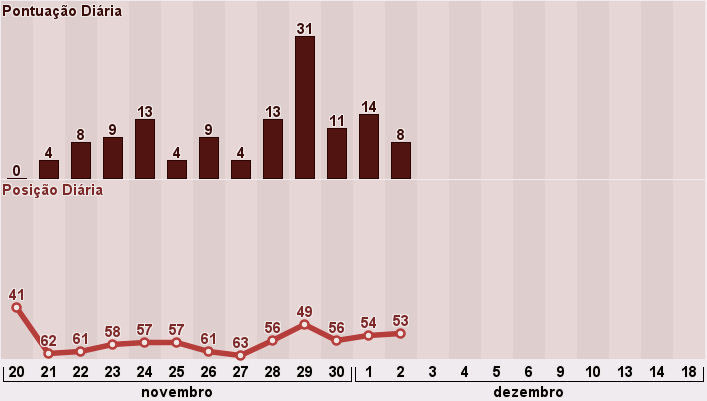 Pontuação Diária
0 4 8 9 13 4 9 4 13 31 11 14 8
Posição Diária
41 62 61 58 57 57 61 63 56 49 56 54 53
20 21 22 23 24 25 26 27 28 29 30 1 2 3 4 5 6 9 10 13 14 18
novembro dezembro